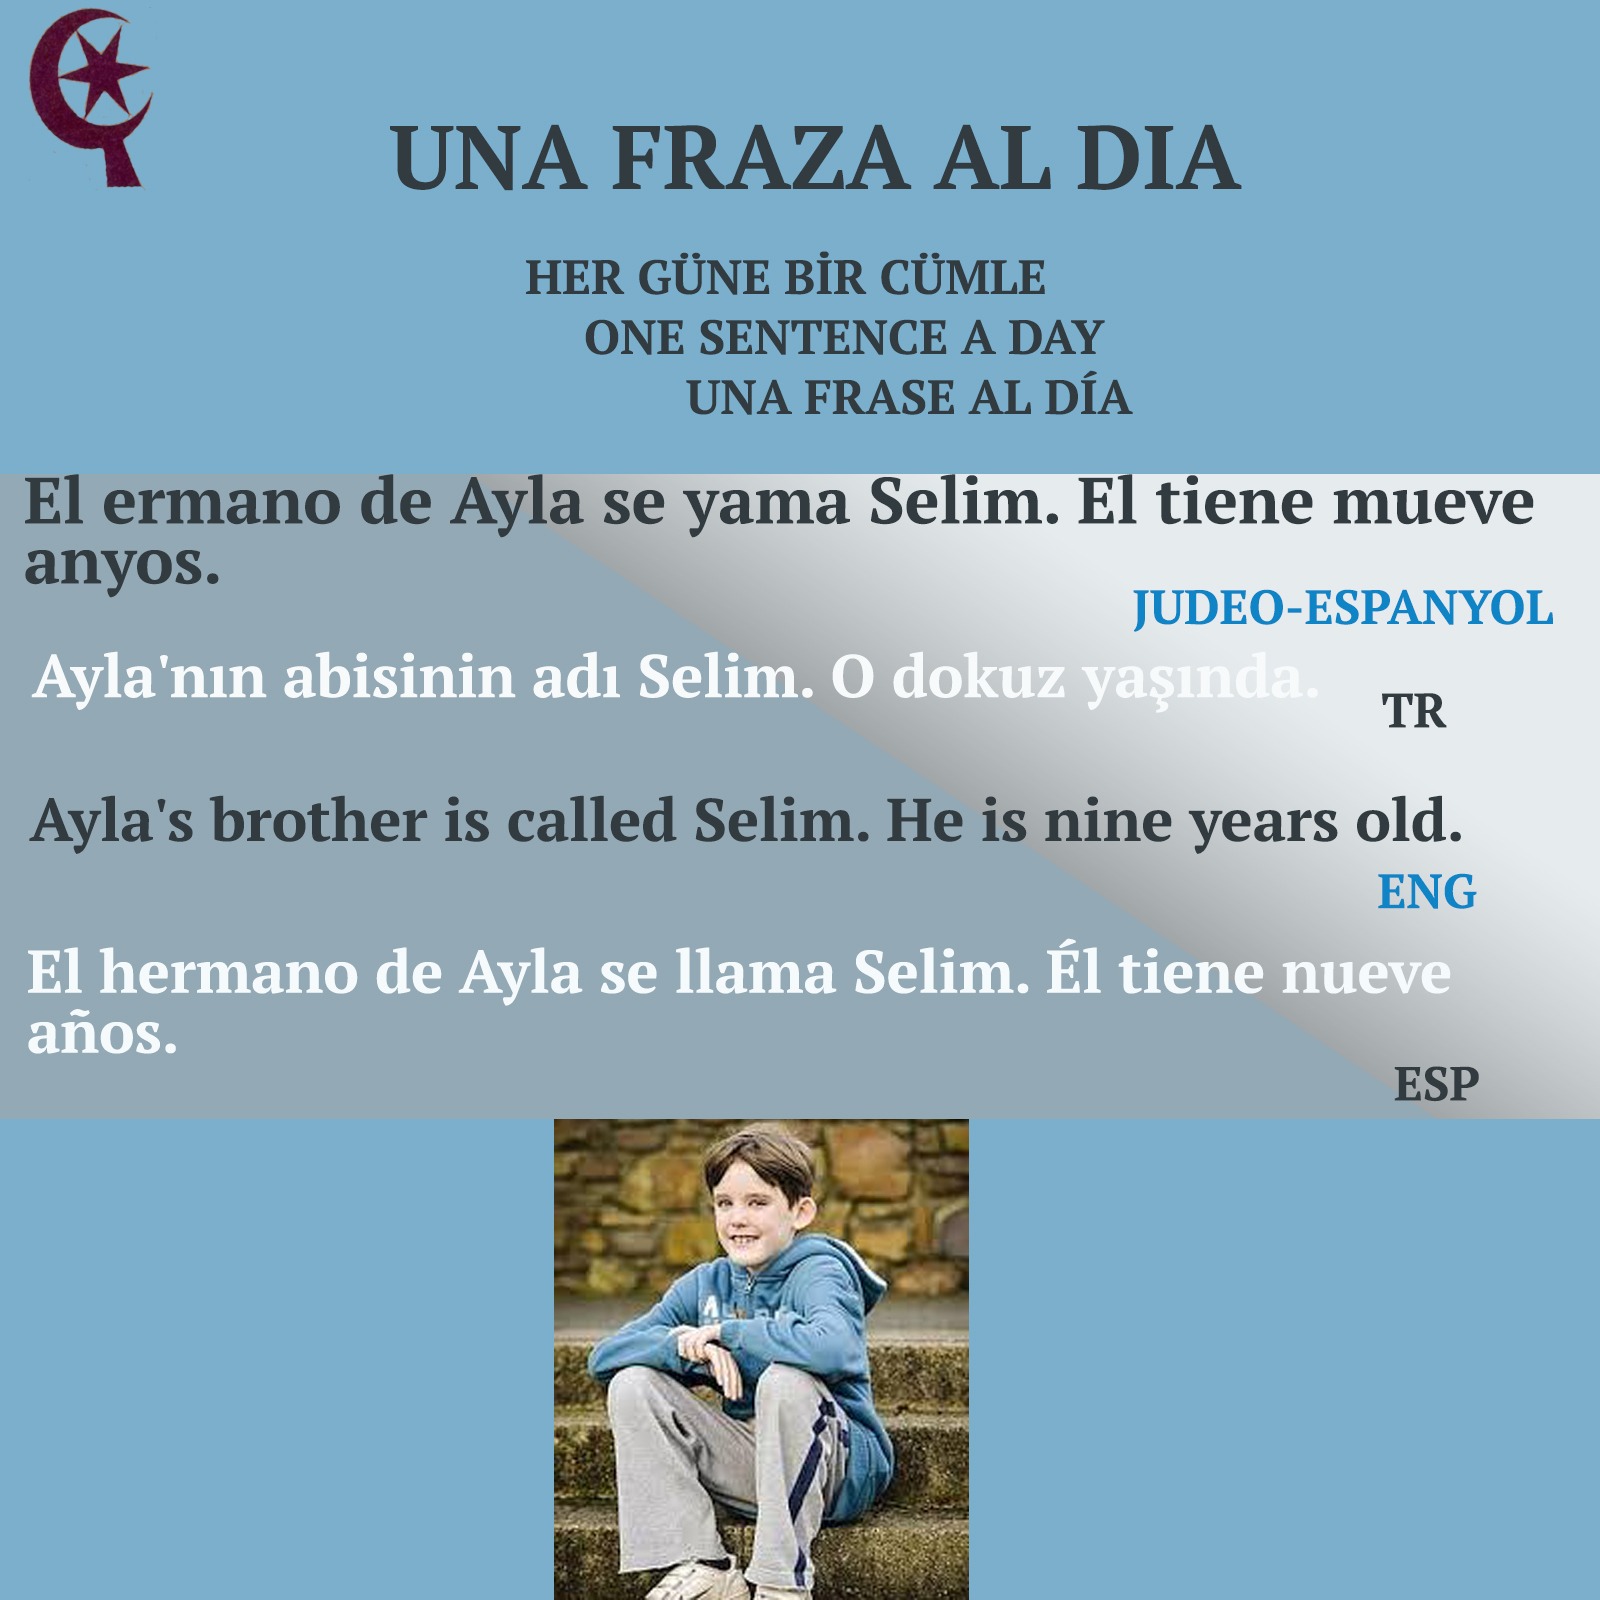 UNA FRAZA AL DIA
HER GÜNE BİR CÜMLE
ONE SENTENCE A DAY
UNA FRASE AL DÍA
El ermano de Ayla se yama Selim. El tiene mueve
anyos.
JUDEO-ESPANYOL
Ayla'nın abisinin adı Selim. O dokuz yaşında.
TR
Ayla's brother is called Selim. He is nine years old.
ENG
El hermano de Ayla se llama Selim. Él tiene nueve
años.
ESP